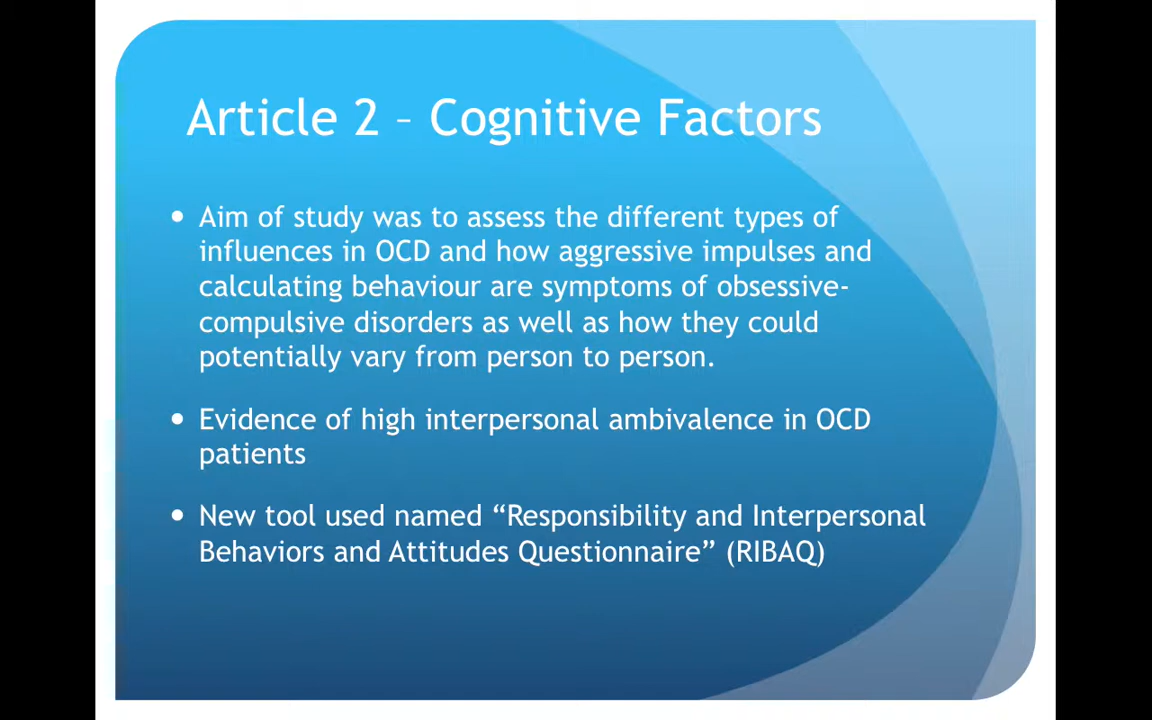 Article 2 – Cognitive Factors
• Aim of study was to assess the different types of
influences in OCD and how aggressive impulses and
calculating behaviour are symptoms of obsessive-
compulsive disorders as well as how they could
potentially vary from person to person.
• Evidence of high interpersonal ambivalence in OCD
patients
• New tool used named “Responsibility and Interpersonal
Behaviors and Attitudes Questionnaire” (RIBAQ)